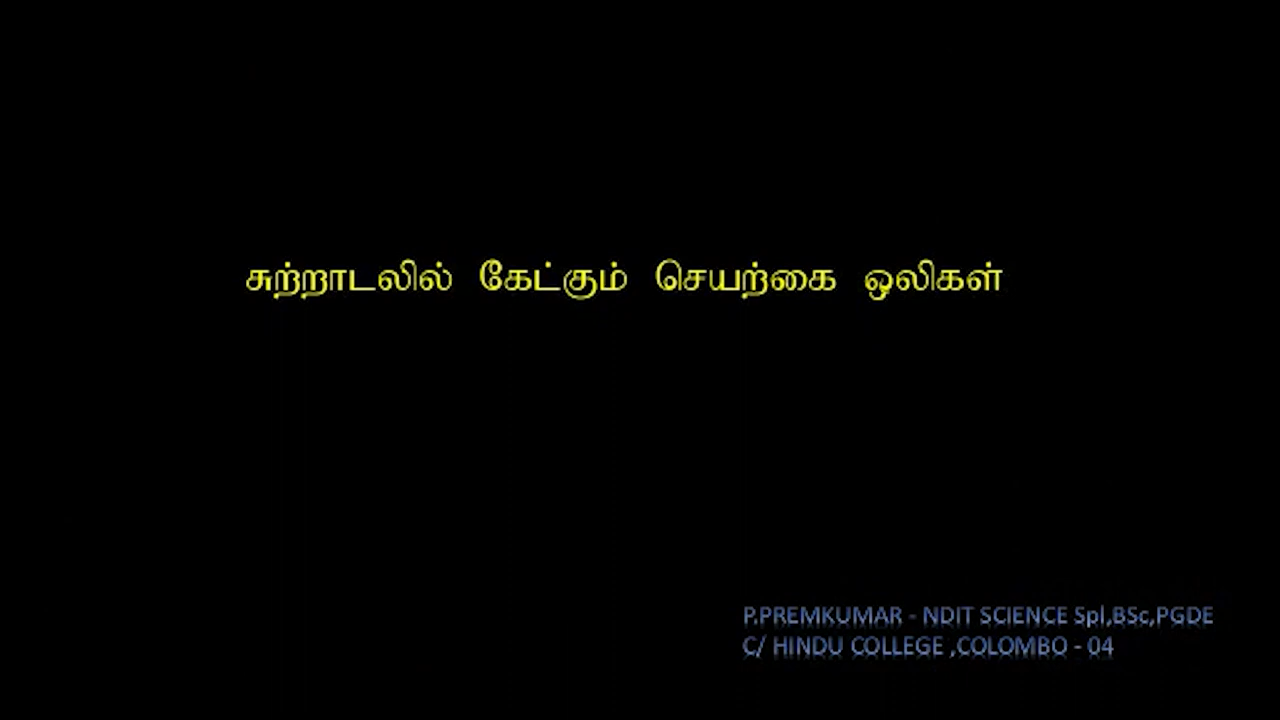 சுற்றாடலில் கேட்கும் செயற்கை ஒலிகள்
P.PREMKUMAR - NDIT SCIENCE Spl,BSc,PGDE
C/ HINDU COLLEGE ,COLOMBO - 04